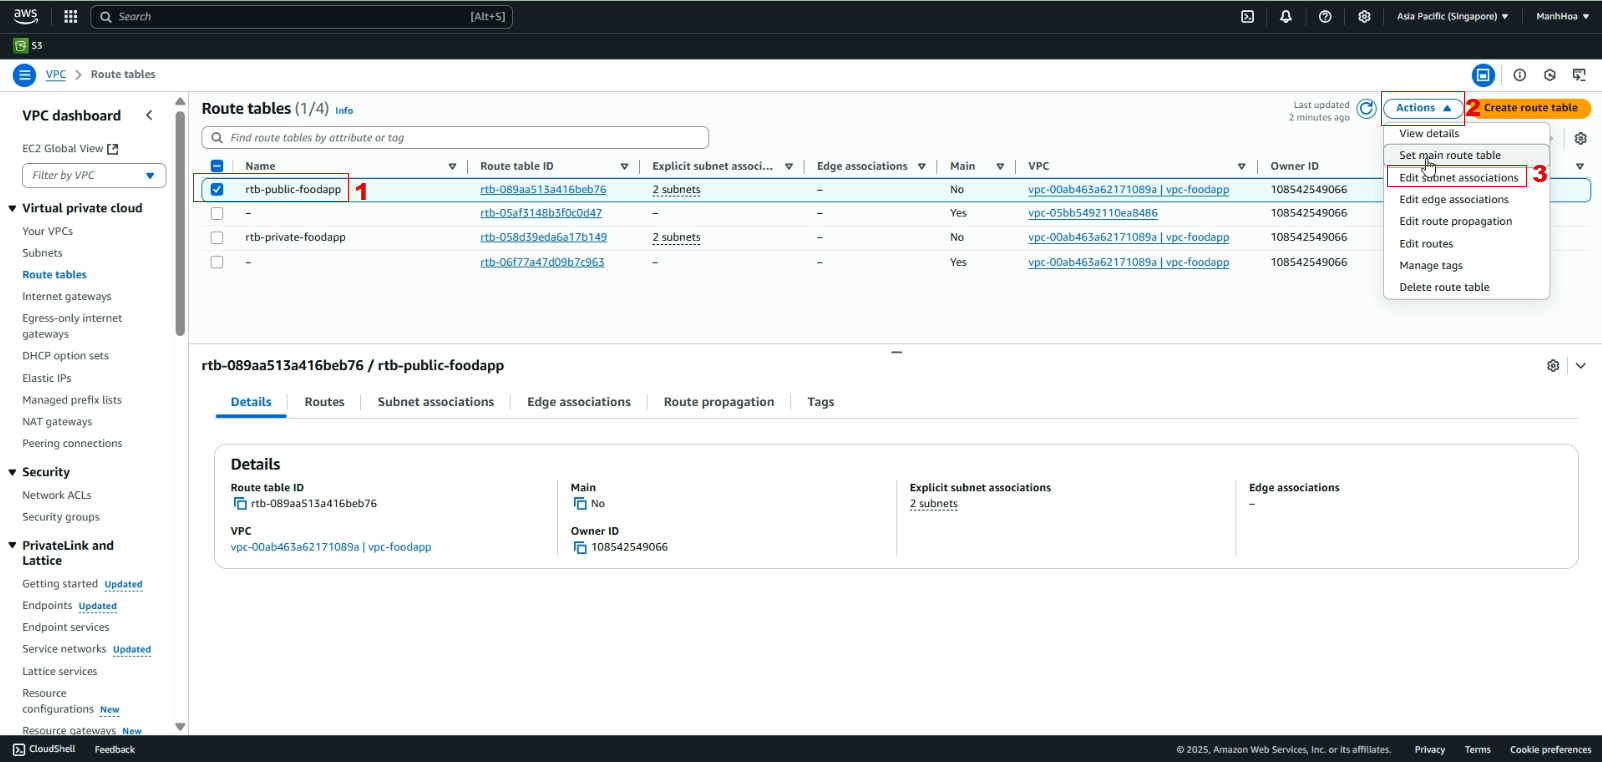 aws
Search [Alt+S]
Asia Pacific (Singapore) ▼ ManhHoa ▼
S3
VPC > Route tables
VPC dashboard
EC2 Global View
Filter by VPC
Virtual private cloud
Your VPCs
Subnets
Route tables
Internet gateways
Egress-only internet
gateways
DHCP option sets
Elastic IPs
Managed prefix lists
NAT gateways
Peering connections
Security
Network ACLs
Security groups
PrivateLink and
Lattice
Getting started Updated
Endpoints Updated
Endpoint services
Service networks Updated
Lattice services
Resource
configurations New
Resource gateways New
Route tables (1/4) Info
Last updated
2 minutes ago
Actions 2 Create route table
Find route tables by attribute or tag
Name Route table ID Explicit subnet associ... Edge associations Main VPC Owner ID
rtb-public-foodapp 1 rtb-089aa513a416beb76 2 subnets – No vpc-00ab463a62171089a | vpc-foodapp 108542549066
– rtb-05af3148b3f0c0d47 – – Yes vpc-05bb5492110ea8486 108542549066
rtb-private-foodapp rtb-058d39eda6a17b149 2 subnets – No vpc-00ab463a62171089a | vpc-foodapp 108542549066
– rtb-06f77a47d09b7c963 – – Yes vpc-00ab463a62171089a | vpc-foodapp 108542549066
View details
Set main route table
Edit subnet associations 3
Edit edge associations
Edit route propagation
Edit routes
Manage tags
Delete route table
rtb-089aa513a416beb76 / rtb-public-foodapp
Details Routes Subnet associations Edge associations Route propagation Tags
Details
Route table ID
rtb-089aa513a416beb76
Main
No
Explicit subnet associations
2 subnets
Edge associations
–
VPC
vpc-00ab463a62171089a | vpc-foodapp
Owner ID
108542549066
CloudShell Feedback
© 2025, Amazon Web Services, Inc. or its affiliates. Privacy Terms Cookie preferences